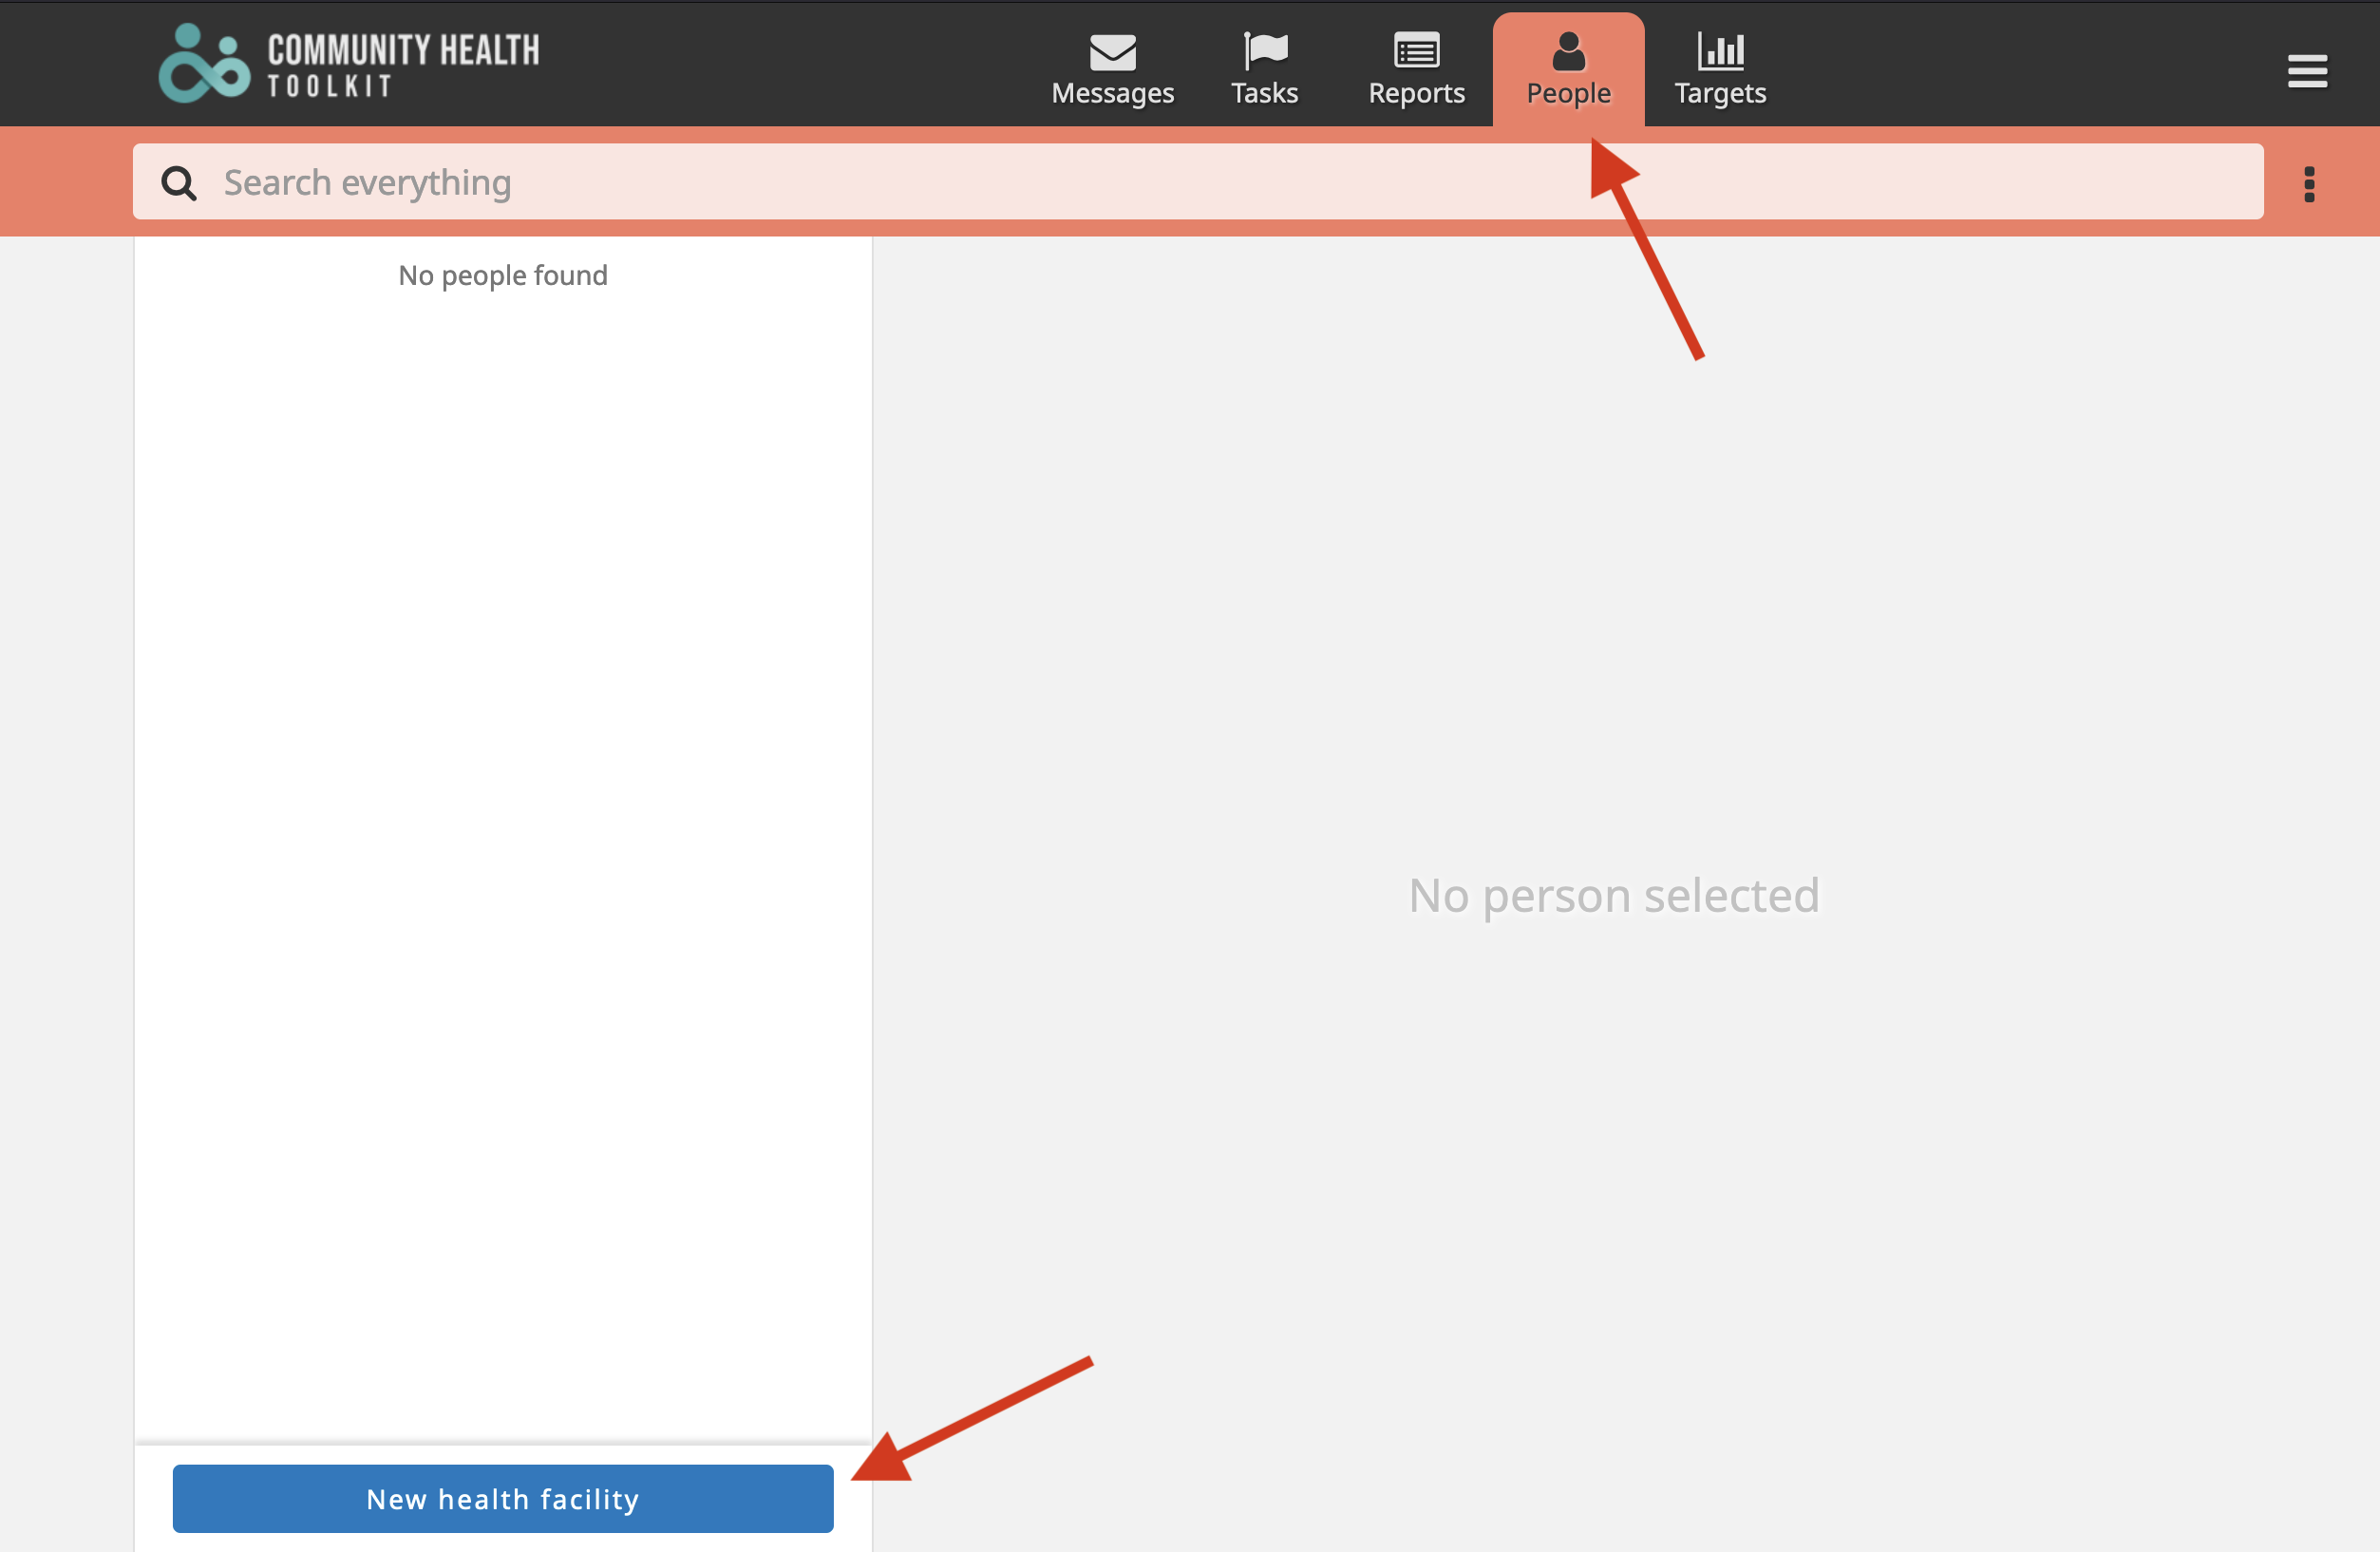 COMMUNITY HEALTH
TOOLKIT
Messages
Tasks
Reports
People
Targets
Search everything
No people found
No person selected
New health facility